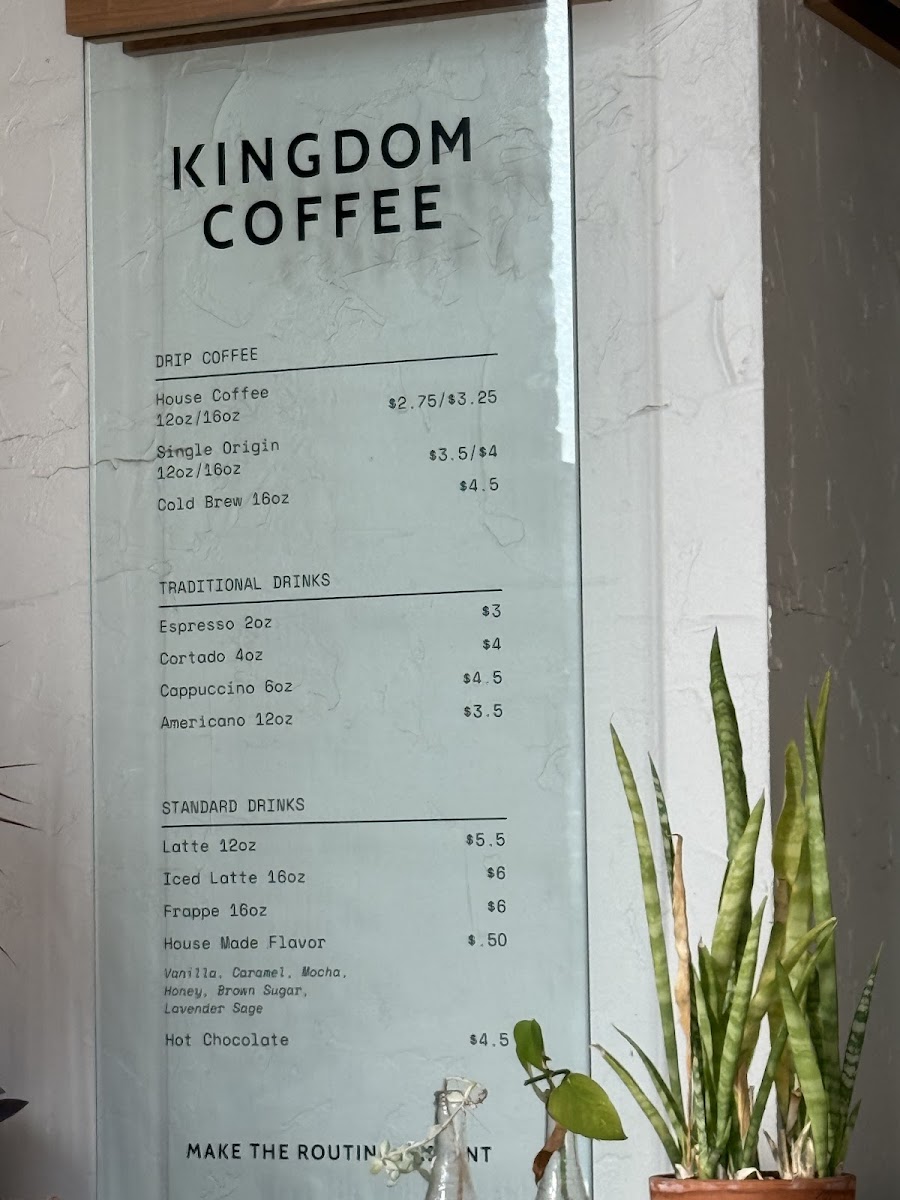 KINGDOM
COFFEE
DRIP COFFEE
House Coffee $2.75/$3.25
12oz/16oz
Single Origin $3.5/$4
12oz/16oz
Cold Brew 16oz $4.5
TRADITIONAL DRINKS
Espresso 2oz $3
Cortado 4oz $4
Cappuccino 6oz $4.5
Americano 12oz $3.5
STANDARD DRINKS
Latte 12oz $5.5
Iced Latte 16oz $6
Frappe 16oz $6
House Made Flavor $.50
Vanilla, Caramel, Mocha,
Honey, Brown Sugar,
Lavender Sage
Hot Chocolate $4.5
MAKE THE